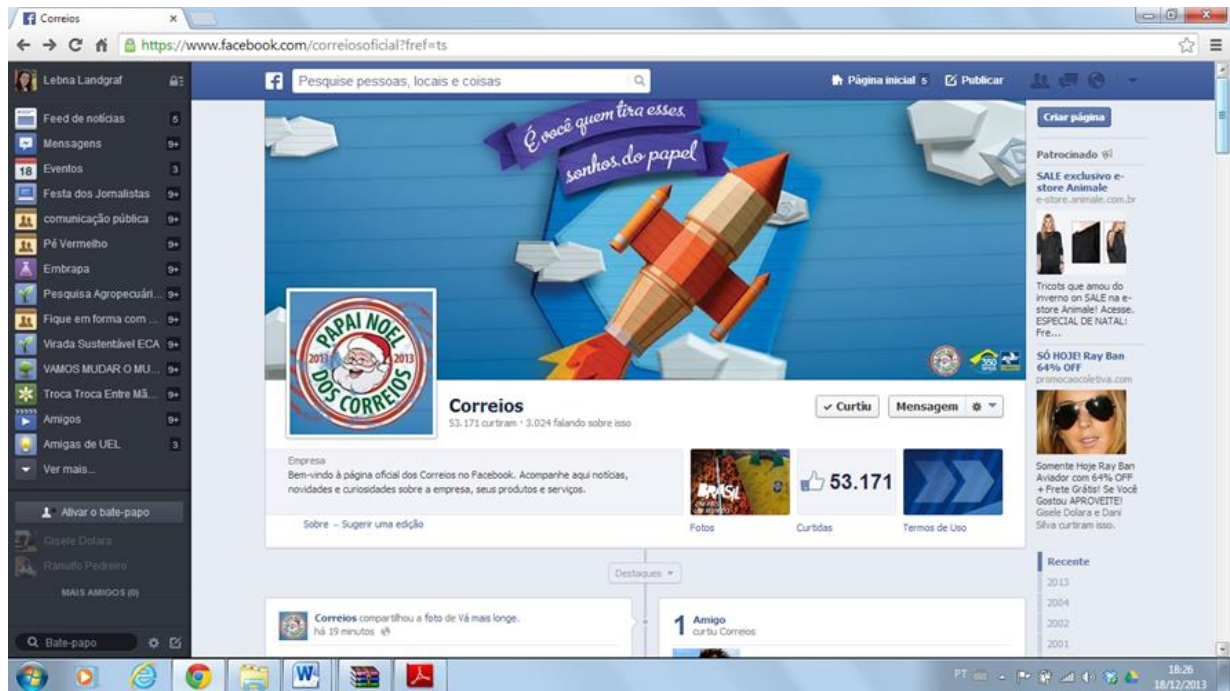 Correios
https://www.facebook.com/correiosoficial?fref=ts
Lebna Landgraf
Pesquise pessoas, locais e coisas
Página inicial 5
Publicar
Feed de notícias 5
Mensagens 9+
18 Eventos 3
Festa dos Jornalistas 9+
comunicação pública 9+
Pé Vermelho 9+
Embrapa 9+
Pesquisa Agropecuári... 9+
Fique em forma com ... 9+
Virada Sustentável ECA 9+
VAMOS MUDAR O MU... 9+
Troca Troca Entre Mã... 9+
Amigos 9+
Amigas de UEL 3
Ver mais...
Ativar o bate-papo
Gisele Dolara
Ranulfo Pedreiro
MAIS AMIGOS (0)
Bate-papo
É você quem tira esses
sonhos do papel
PAPAI NOEL
2013 2013
DOS CORREIOS
350
Correios
53.171 curtiram · 3.024 falando sobre isso
Curtiu
Mensagem
Empresa
Bem-vindo à página oficial dos Correios no Facebook. Acompanhe aqui notícias,
novidades e curiosidades sobre a empresa, seus produtos e serviços.
Sobre – Sugerir uma edição
BRASIL
Fotos
53.171
Curtidas
Termos de Uso
Destaques
Correios compartilhou a foto de Vá mais longe.
há 19 minutos
1 Amigo
curtiu Correios
Criar página
Patrocinado
SALE exclusivo e-
store Animale
e-store.animale.com.br
Tricots que amou do
inverno on SALE na e-
store Animale! Acesse.
ESPECIAL DE NATAL:
Fre...
SÓ HOJE! Ray Ban
64% OFF
promocaocoletiva.com
Somente Hoje Ray Ban
Aviador com 64% OFF
+ Frete Grátis! Se Você
Gostou APROVEITE!
Gisele Dolara e Dani
Silva curtiram isso.
Recente
2013
2004
2002
2001
PT
18:26
18/12/2013